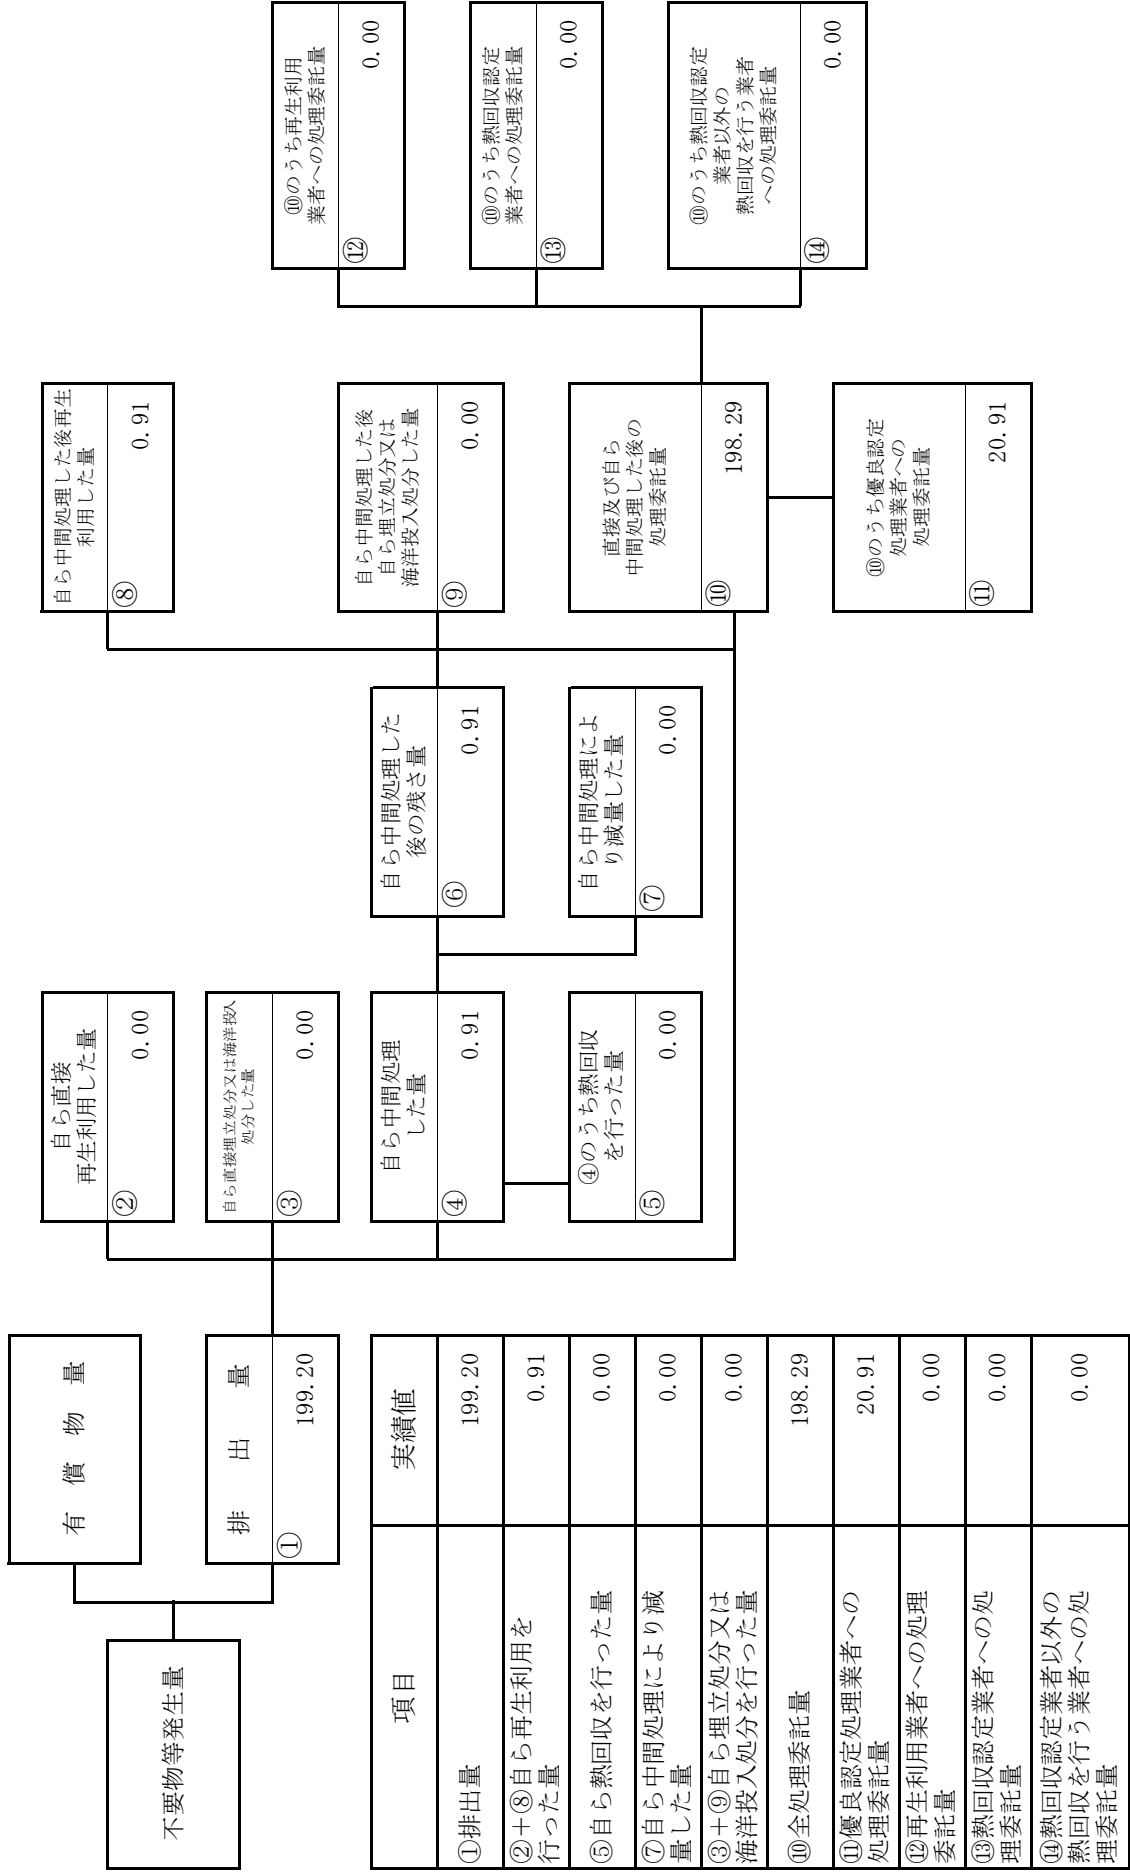 不要物等発生量
有償物量
排出量
①
199.20
自ら直接
再生利用した量
②
0.00
自ら直接埋立処分又は海洋投入
処分した量
③
0.00
自ら中間処理
した量
④
0.91
④のうち熱回収
を行った量
⑤
0.00
自ら中間処理した
後の残さ量
⑥
0.91
自ら中間処理によ
り減量した量
⑦
0.00
自ら中間処理した後再生
利用した量
⑧
0.91
自ら中間処理した後
自ら埋立処分又は
海洋投入処分した量
⑨
0.00
直接及び自ら
中間処理した後の
処理委託量
⑩
198.29
⑩のうち優良認定
処理業者への
処理委託量
⑪
20.91
⑩のうち再生利用
業者への処理委託量
⑫
0.00
⑩のうち熱回収認定
業者への処理委託量
⑬
0.00
⑩のうち熱回収認定
業者以外の
熱回収を行う業者
への処理委託量
⑭
0.00
項目 実績値
①排出量 199.20
②+⑧自ら再生利用を
行った量
0.91
⑤自ら熱回収を行った量 0.00
⑦自ら中間処理により減
量した量
0.00
③+⑨自ら埋立処分又は
海洋投入処分を行った量
0.00
⑩全処理委託量 198.29
⑪優良認定処理業者への
処理委託量
20.91
⑫再生利用業者への処理
委託量
0.00
⑬熱回収認定業者への処
理委託量
0.00
⑭熱回収認定業者以外の
熱回収を行う業者への処
理委託量
0.00